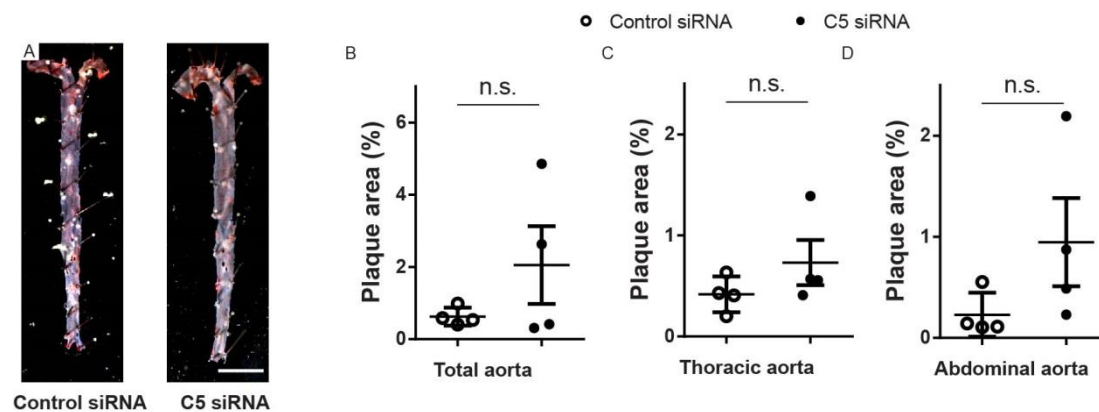 Control siRNA
C5 siRNA
A
B
C
D
n.s.
n.s.
n.s.
Plaque area (%)
6
4
2
0
Total aorta
Plaque area (%)
2
1
0
Thoracic aorta
Plaque area (%)
2
1
0
Abdominal aorta
Control siRNA
C5 siRNA